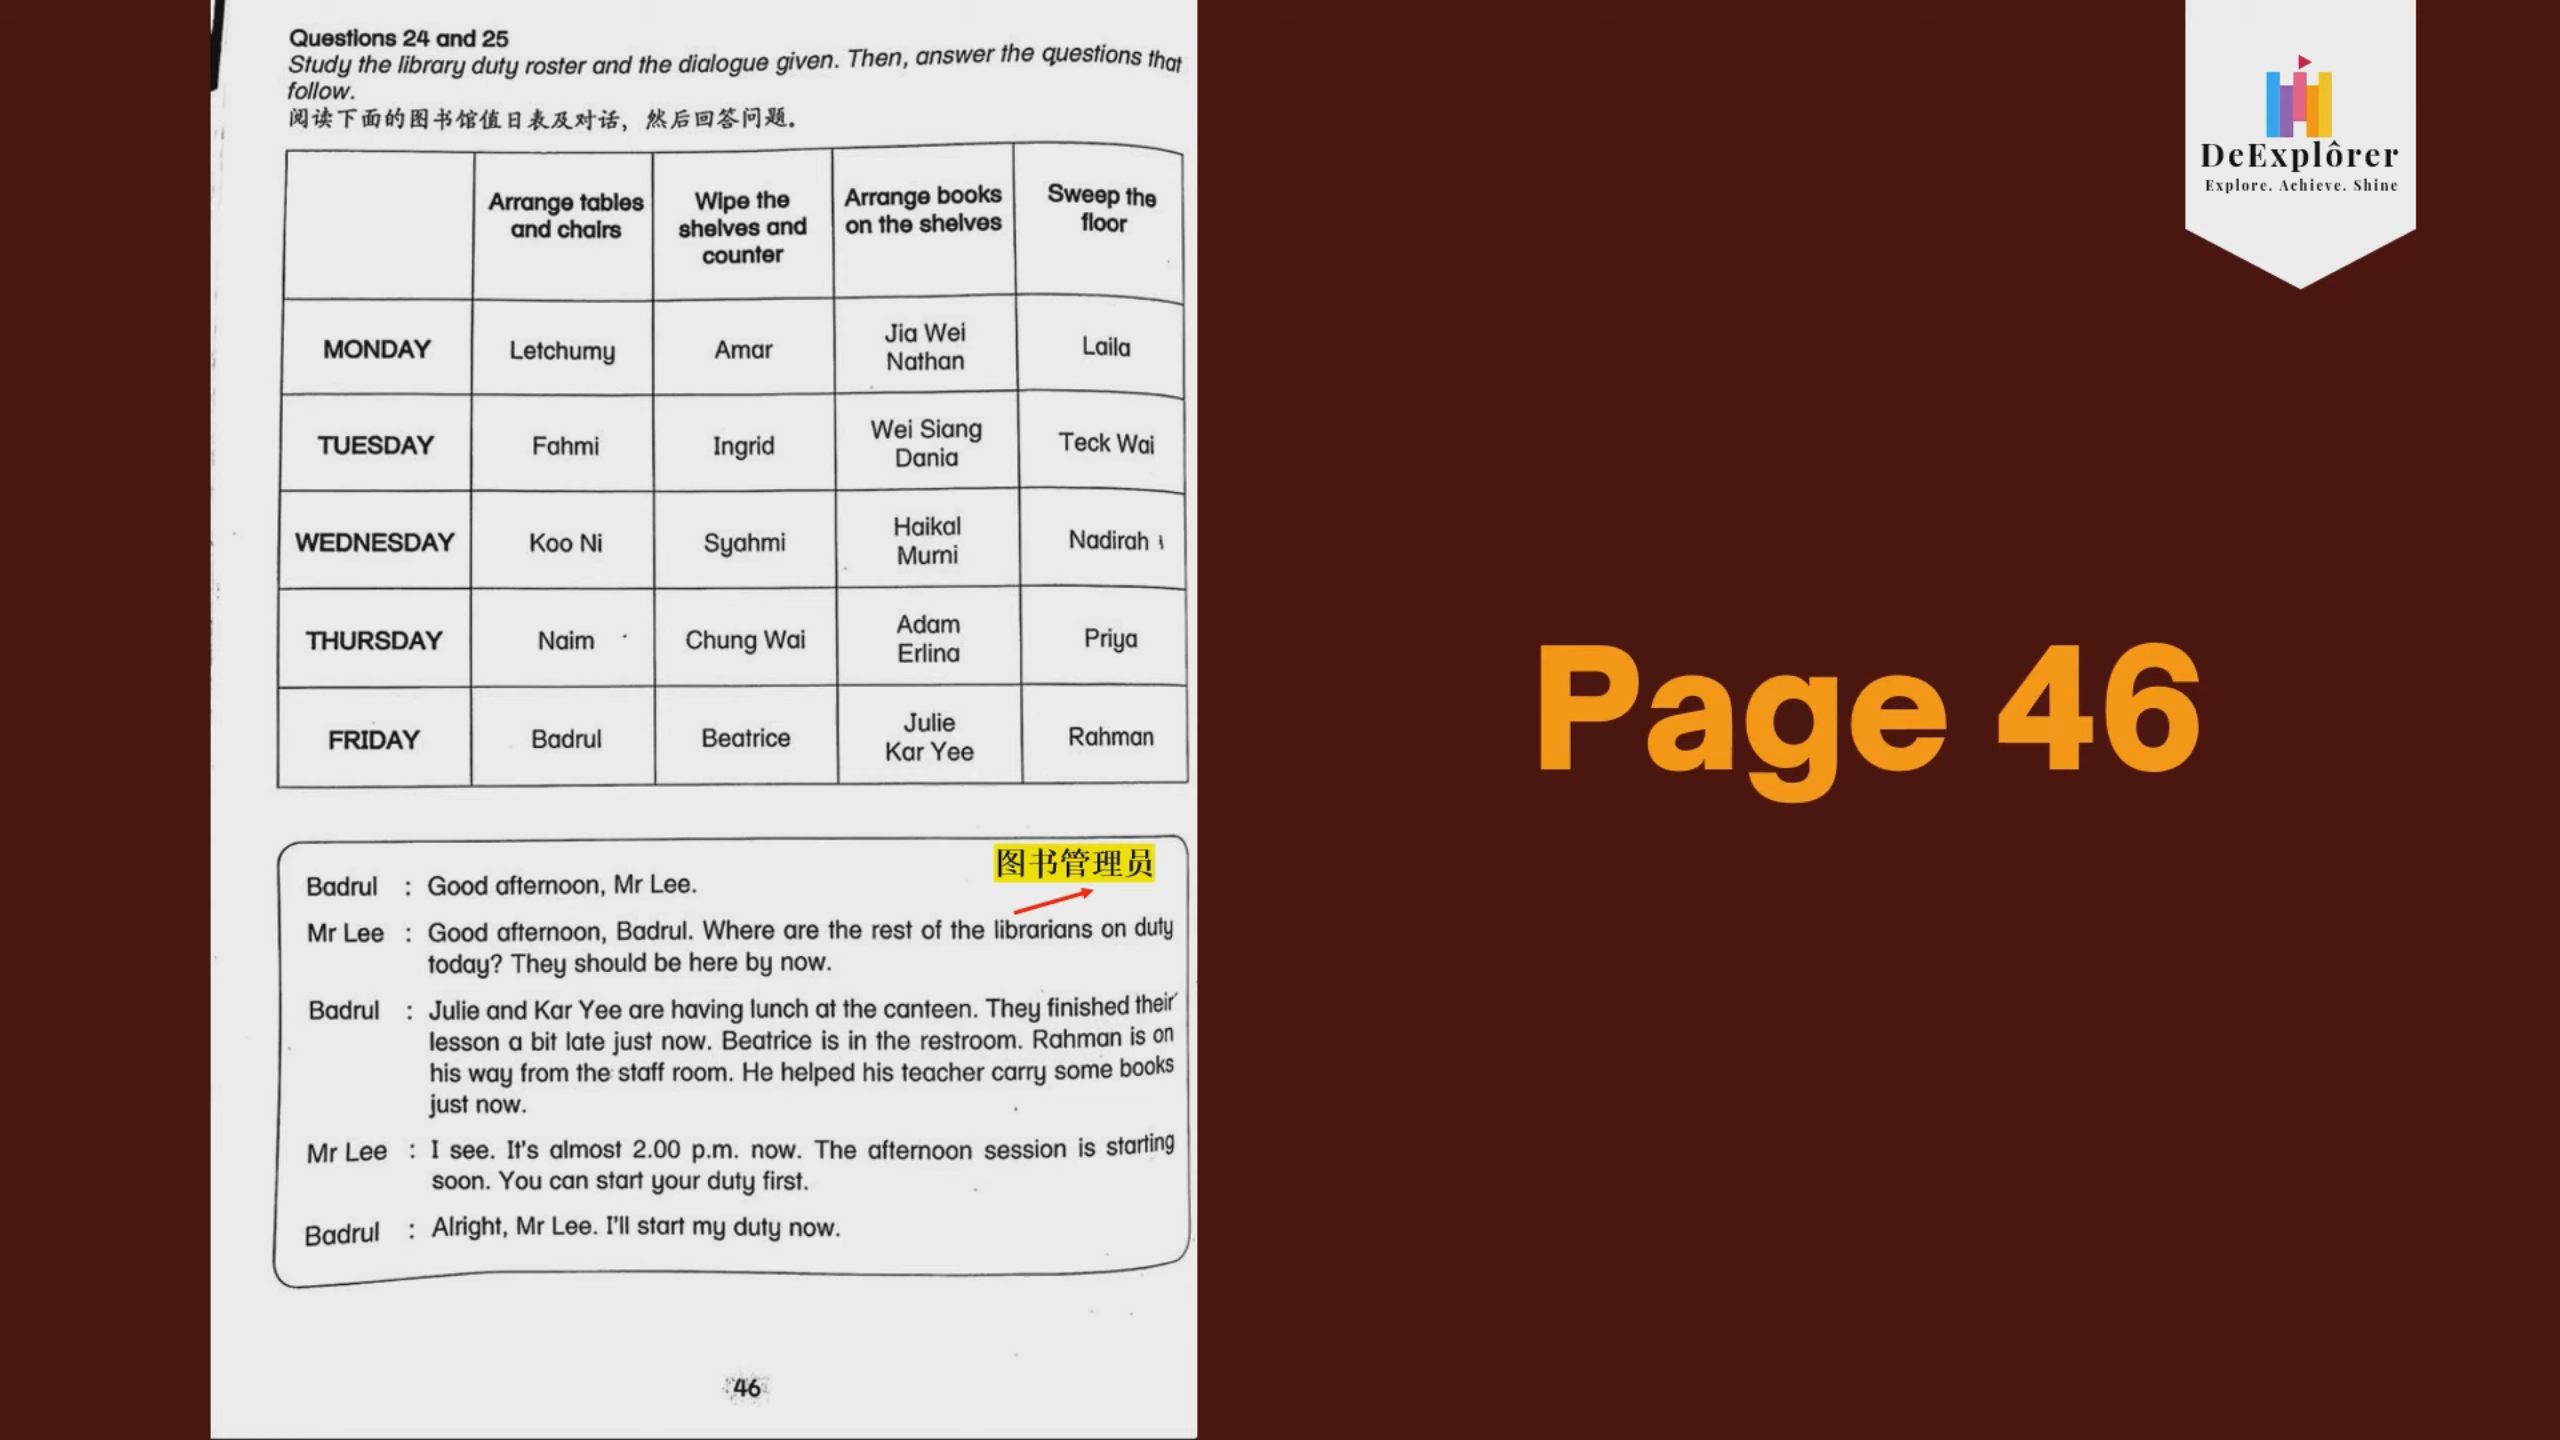 Questions 24 and 25
Study the library duty roster and the dialogue given. Then, answer the questions that
follow.
阅读下面的图书馆值日表及对话，然后回答问题。
Arrange tables and chairs
Wipe the shelves and counter
Arrange books on the shelves
Sweep the floor
MONDAY
Letchumy
Amar
Jia Wei
Nathan
Laila
TUESDAY
Fahmi
Ingrid
Wei Siang
Dania
Teck Wai
WEDNESDAY
Koo Ni
Syahmi
Haikal
Murni
Nadirah
THURSDAY
Naim
Chung Wai
Adam
Erlina
Priya
FRIDAY
Badrul
Beatrice
Julie
Kar Yee
Rahman
图书管理员
Badrul : Good afternoon, Mr Lee.
Mr Lee : Good afternoon, Badrul. Where are the rest of the librarians on duty
today? They should be here by now.
Badrul : Julie and Kar Yee are having lunch at the canteen. They finished their
lesson a bit late just now. Beatrice is in the restroom. Rahman is on
his way from the staff room. He helped his teacher carry some books
just now.
Mr Lee : I see. It's almost 2.00 p.m. now. The afternoon session is starting
soon. You can start your duty first.
Badrul : Alright, Mr Lee. I'll start my duty now.
46
Page 46
DeExplôrer
Explore. Achieve. Shine